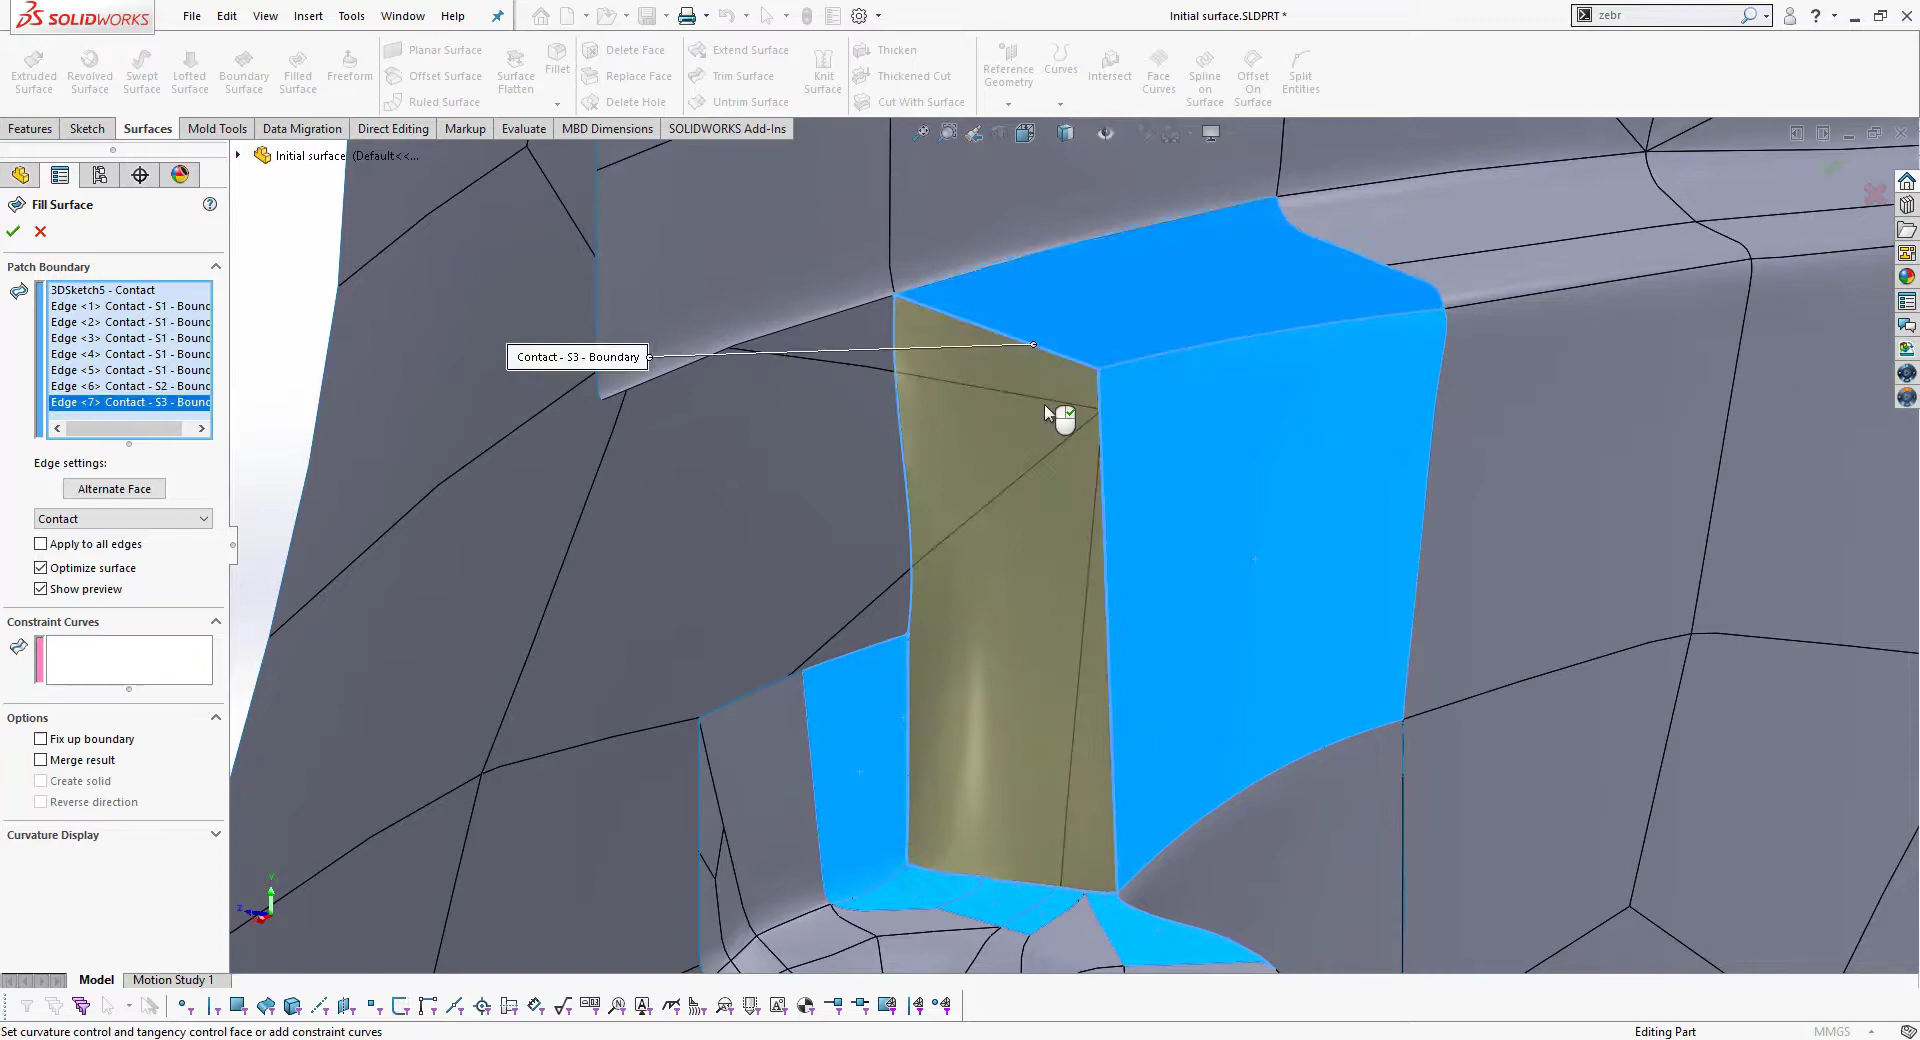 SOLIDWORKS
File Edit View Insert Tools Window Help
Initial surface.SLDPRT *
zebr
Extruded Surface
Revolved Surface
Swept Surface
Lofted Surface
Boundary Surface
Filled Surface
Freeform
Planar Surface
Offset Surface
Ruled Surface
Surface Flatten
Fillet
Delete Face
Replace Face
Delete Hole
Extend Surface
Trim Surface
Untrim Surface
Knit Surface
Thicken
Thickened Cut
Cut With Surface
Reference Geometry
Curves
Intersect
Face Curves
Spline on Surface
Offset On Surface
Split Entities
Features Sketch Surfaces Mold Tools Data Migration Direct Editing Markup Evaluate MBD Dimensions SOLIDWORKS Add-Ins
Initial surface (Default<<...
Fill Surface
Patch Boundary
3DSketch5 - Contact
Edge <1> Contact - S1 - Bound
Edge <2> Contact - S1 - Bound
Edge <3> Contact - S1 - Bound
Edge <4> Contact - S1 - Bound
Edge <5> Contact - S1 - Bound
Edge <6> Contact - S2 - Bound
Edge <7> Contact - S3 - Bound
Edge settings:
Alternate Face
Contact
Apply to all edges
Optimize surface
Show preview
Constraint Curves
Options
Fix up boundary
Merge result
Create solid
Reverse direction
Curvature Display
Contact - S3 - Boundary
Y
Z
Model Motion Study 1
Set curvature control and tangency control face or add constraint curves
Editing Part
MMGS